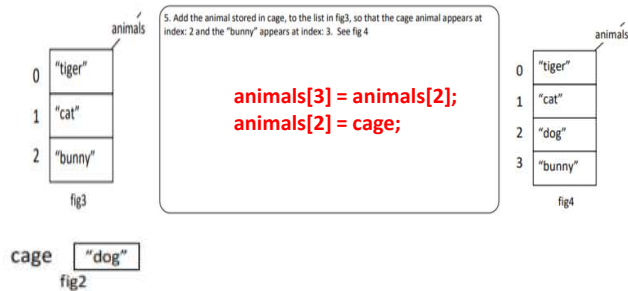 animals
0 "tiger"
1 "cat"
2 "bunny"
fig3
5. Add the animal stored in cage, to the list in fig3, so that the cage animal appears at
index: 2 and the "bunny" appears at index: 3. See fig 4
animals[3] = animals[2];
animals[2] = cage;
animals
0 "tiger"
1 "cat"
2 "dog"
3 "bunny"
fig4
cage "dog"
fig2